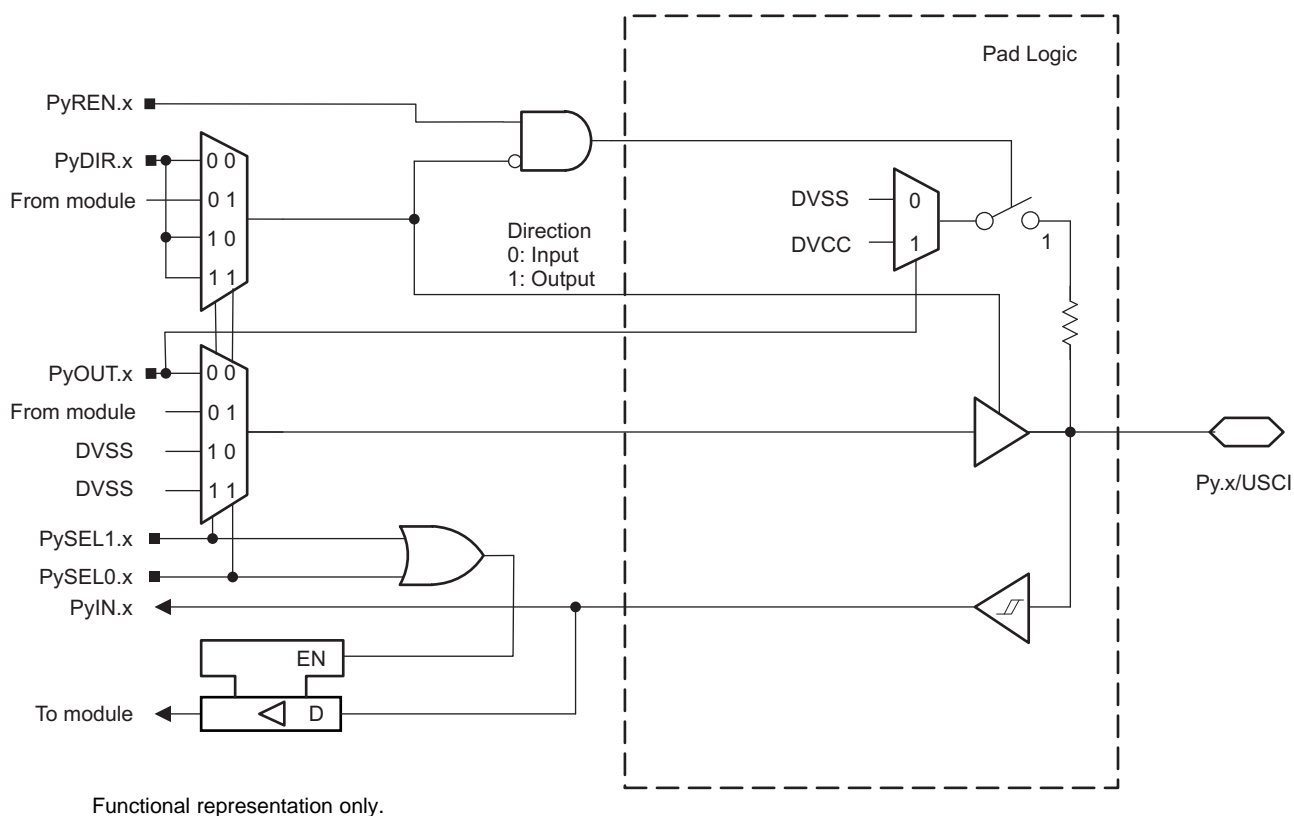 Pad Logic
PyREN.x
PyDIR.x
0 0
From module
0 1
1 0
1 1
Direction
0: Input
1: Output
DVSS
0
DVCC
1
1
PyOUT.x
0 0
From module
0 1
DVSS
1 0
DVSS
1 1
Py.x/USCI
PySEL1.x
PySEL0.x
PyIN.x
EN
To module
D
Functional representation only.